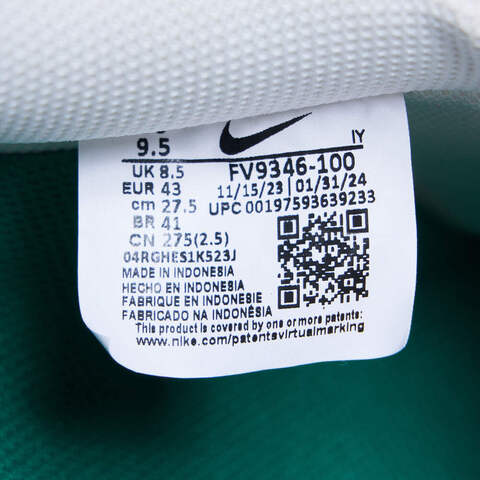 9.5
IY
UK 8.5
FV9346-100
EUR 43
11/15/23 | 01/31/24
cm 27.5
UPC 00197593639233
BR 41
CN 275(2.5)
04RGHES1K523J
MADE IN INDONESIA
HECHO EN INDONESIA
FABRIQUE EN INDONESIE
FABRICADO NA INDONÉSIA
This product is covered by one or more patents:
www.nike.com/patentsvirtualmarking